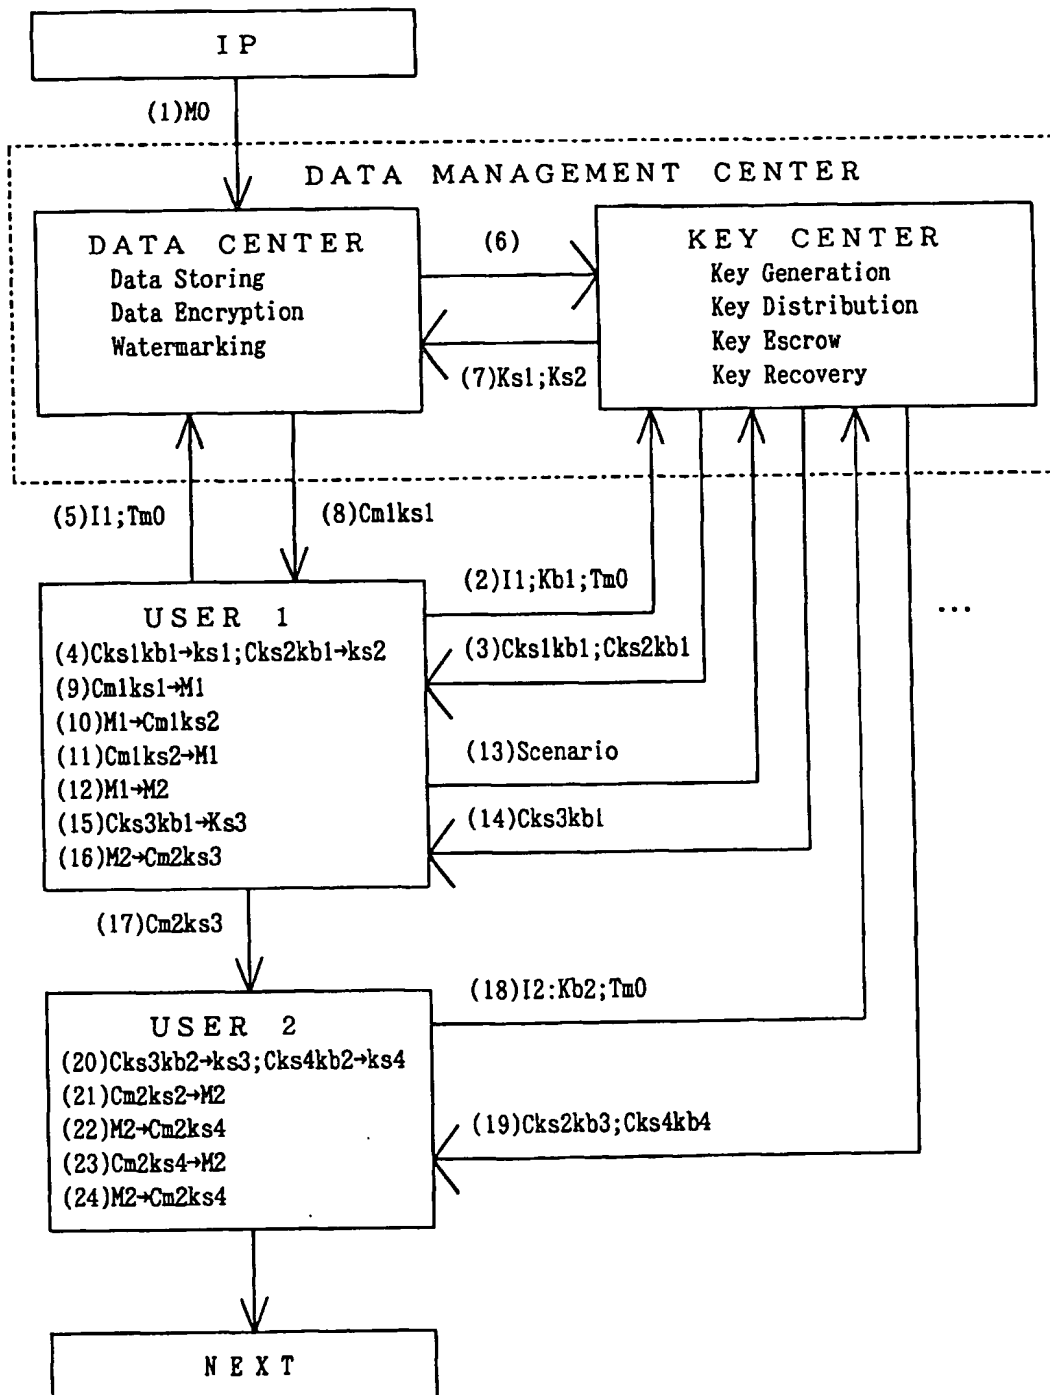 IP
(1)M0
DATA MANAGEMENT CENTER
DATA CENTER
Data Storing
Data Encryption
Watermarking
(6)
(7)Ks1;Ks2
KEY CENTER
Key Generation
Key Distribution
Key Escrow
Key Recovery
(5)I1;Tm0
(8)Cm1ks1
(2)I1;Kb1;Tm0
(3)Cks1kb1;Cks2kb1
(13)Scenario
(14)Cks3kb1
...
USER 1
(4)Cks1kb1→ks1;Cks2kb1→ks2
(9)Cm1ks1→M1
(10)M1→Cm1ks2
(11)Cm1ks2→M1
(12)M1→M2
(15)Cks3kb1→Ks3
(16)M2→Cm2ks3
(17)Cm2ks3
(18)I2:Kb2;Tm0
(19)Cks2kb3;Cks4kb4
USER 2
(20)Cks3kb2→ks3;Cks4kb2→ks4
(21)Cm2ks2→M2
(22)M2→Cm2ks4
(23)Cm2ks4→M2
(24)M2→Cm2ks4
NEXT